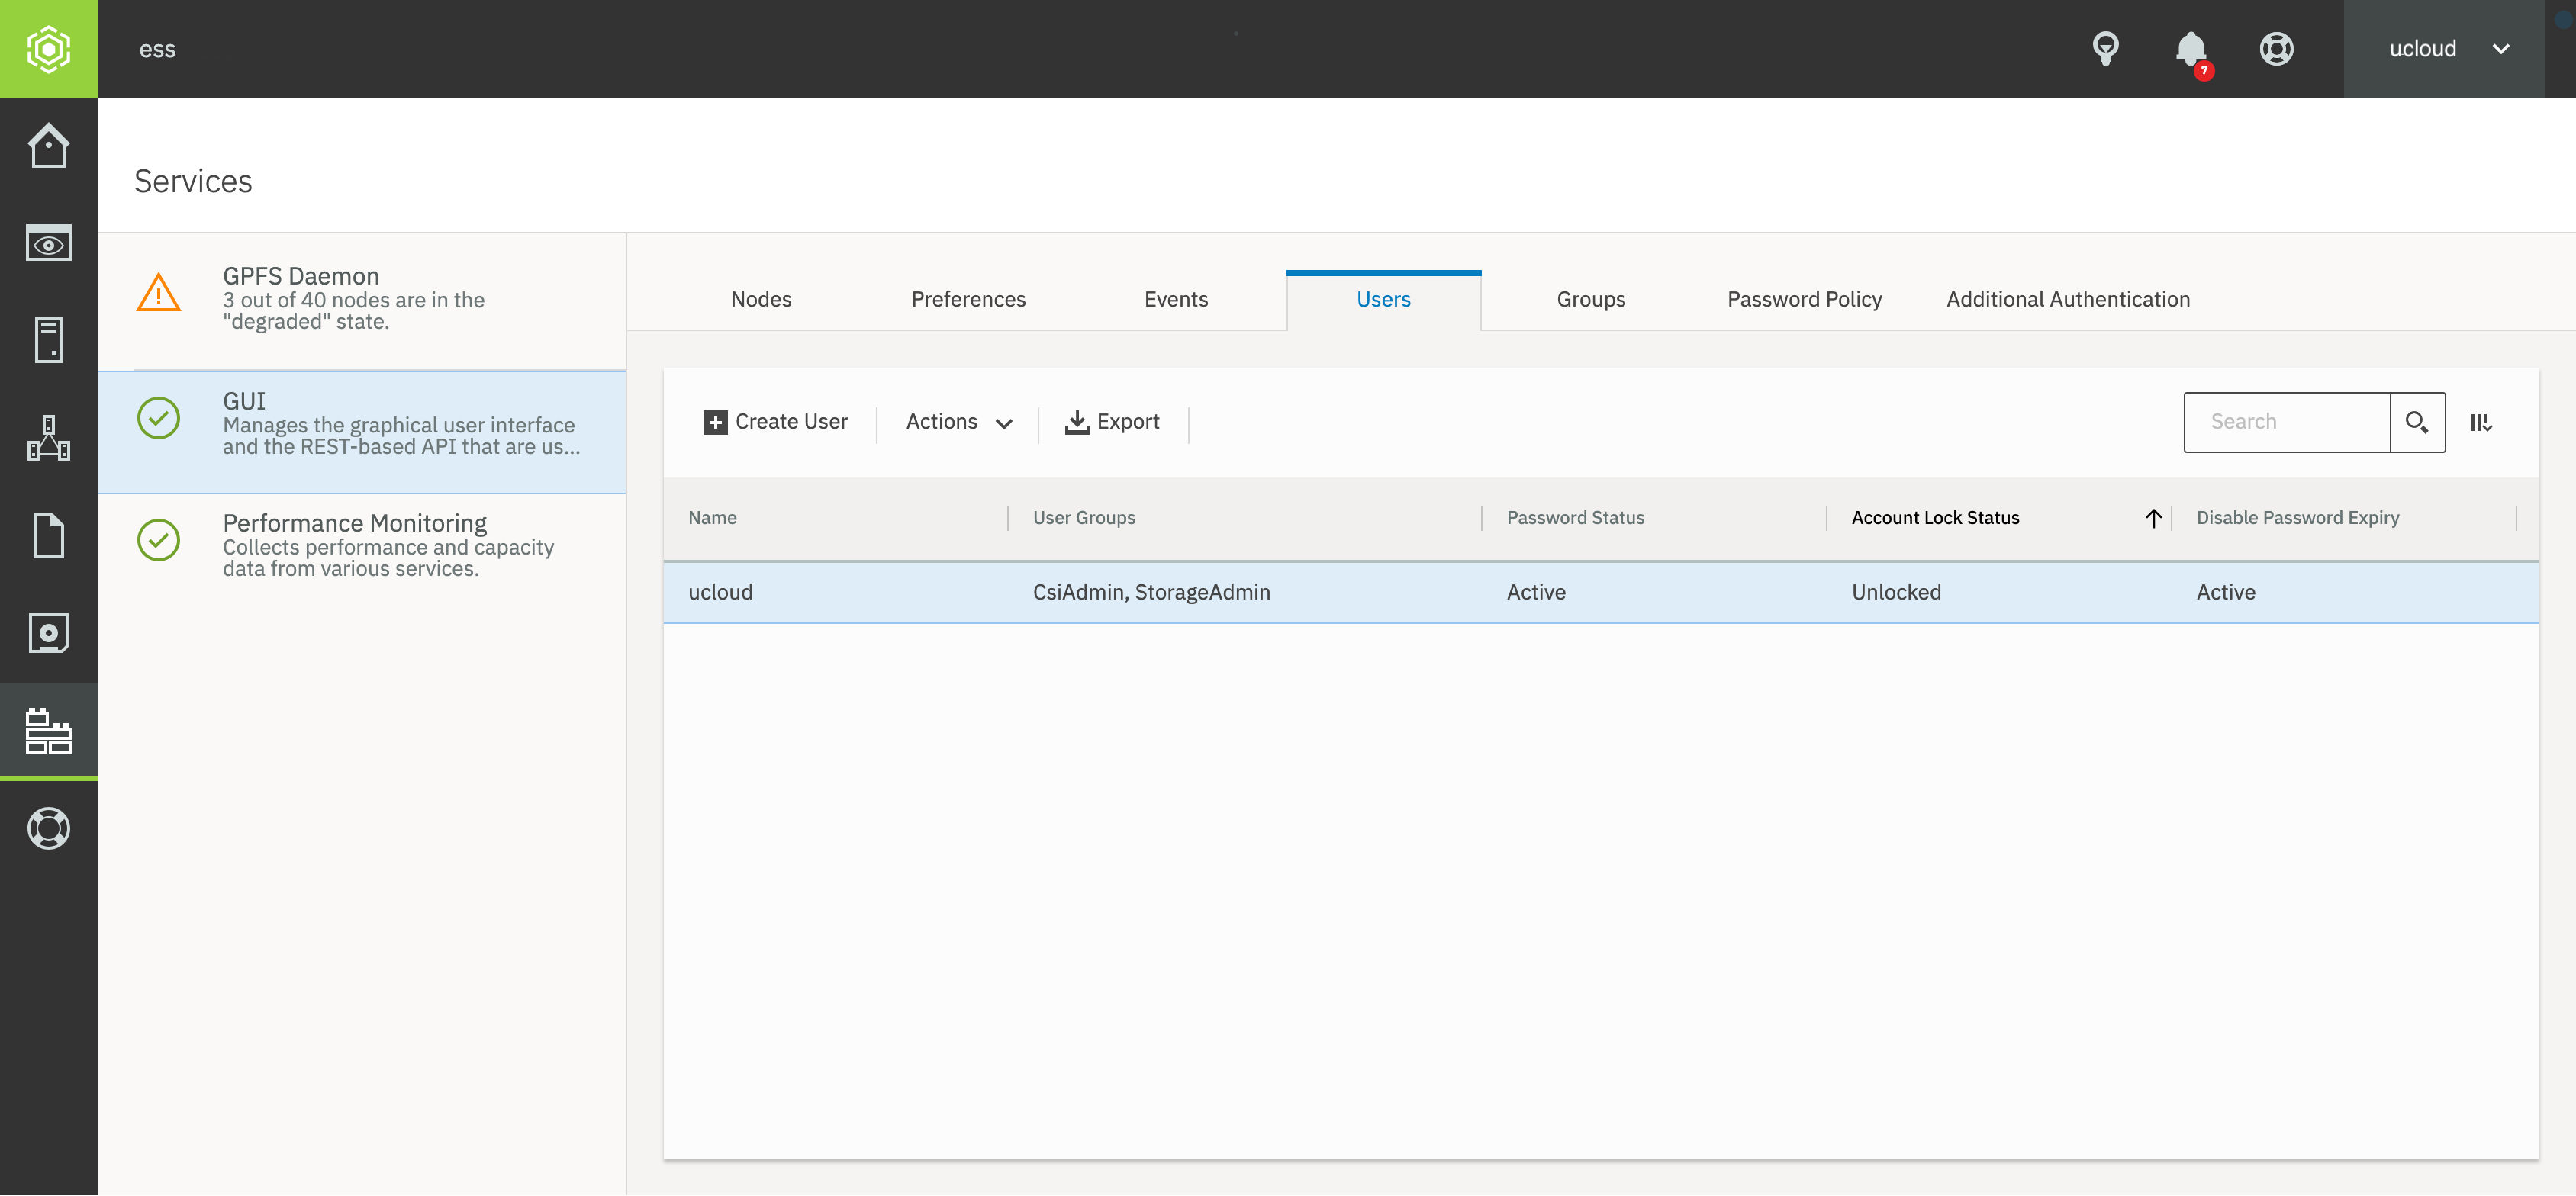 ess
7
ucloud
Services
GPFS Daemon
3 out of 40 nodes are in the
"degraded" state.
GUI
Manages the graphical user interface
and the REST-based API that are us...
Performance Monitoring
Collects performance and capacity
data from various services.
Nodes Preferences Events Users Groups Password Policy Additional Authentication
Create User Actions Export Search
Name User Groups Password Status Account Lock Status Disable Password Expiry
ucloud CsiAdmin, StorageAdmin Active Unlocked Active